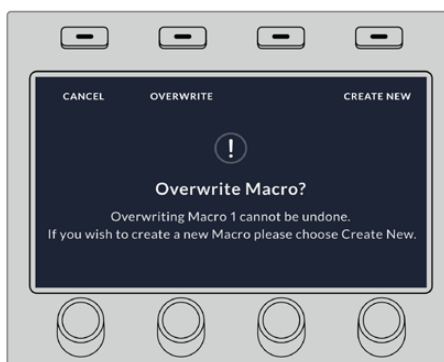 CANCEL OVERWRITE CREATE NEW
!
Overwrite Macro?
Overwriting Macro 1 cannot be undone.
If you wish to create a new Macro please choose Create New.